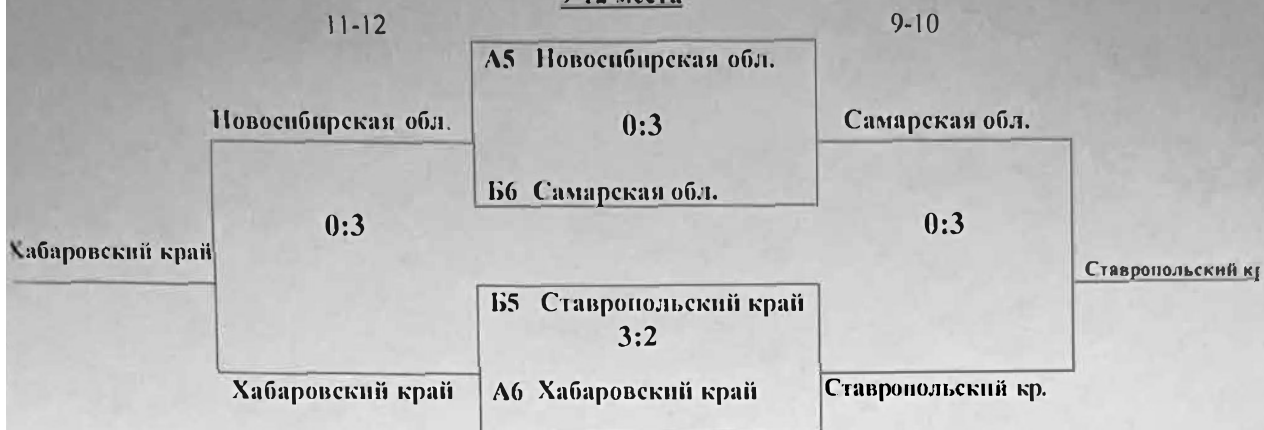 11-12
9-10
А5 Новосибирская обл.
Новосибирская обл.
0:3
Самарская обл.
Б6 Самарская обл.
0:3
0:3
Хабаровский край
Ставропольский
Б5 Ставропольский край
3:2
Хабаровский край
А6 Хабаровский край
Ставропольский кр.